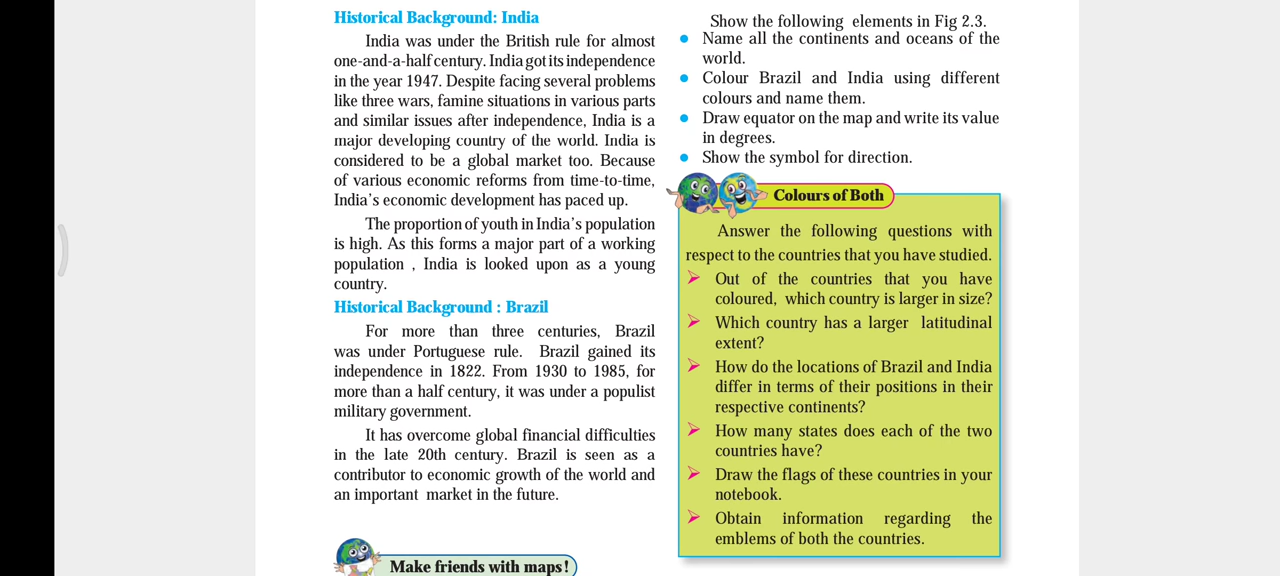 Historical Background: India
India was under the British rule for almost
one-and-a-half century. India got its independence
in the year 1947. Despite facing several problems
like three wars, famine situations in various parts
and similar issues after independence, India is a
major developing country of the world. India is
considered to be a global market too. Because
of various economic reforms from time-to-time,
India's economic development has paced up.
The proportion of youth in India's population
is high. As this forms a major part of a working
population , India is looked upon as a young
country.
Historical Background : Brazil
For more than three centuries, Brazil
was under Portuguese rule. Brazil gained its
independence in 1822. From 1930 to 1985, for
more than a half century, it was under a populist
military government.
It has overcome global financial difficulties
in the late 20th century. Brazil is seen as a
contributor to economic growth of the world and
an important market in the future.
Make friends with maps!
Show the following elements in Fig 2.3.
• Name all the continents and oceans of the
world.
• Colour Brazil and India using different
colours and name them.
• Draw equator on the map and write its value
in degrees.
• Show the symbol for direction.
Colours of Both
Answer the following questions with
respect to the countries that you have studied.
➢ Out of the countries that you have
coloured, which country is larger in size?
➢ Which country has a larger latitudinal
extent?
➢ How do the locations of Brazil and India
differ in terms of their positions in their
respective continents?
➢ How many states does each of the two
countries have?
➢ Draw the flags of these countries in your
notebook.
➢ Obtain information regarding the
emblems of both the countries.